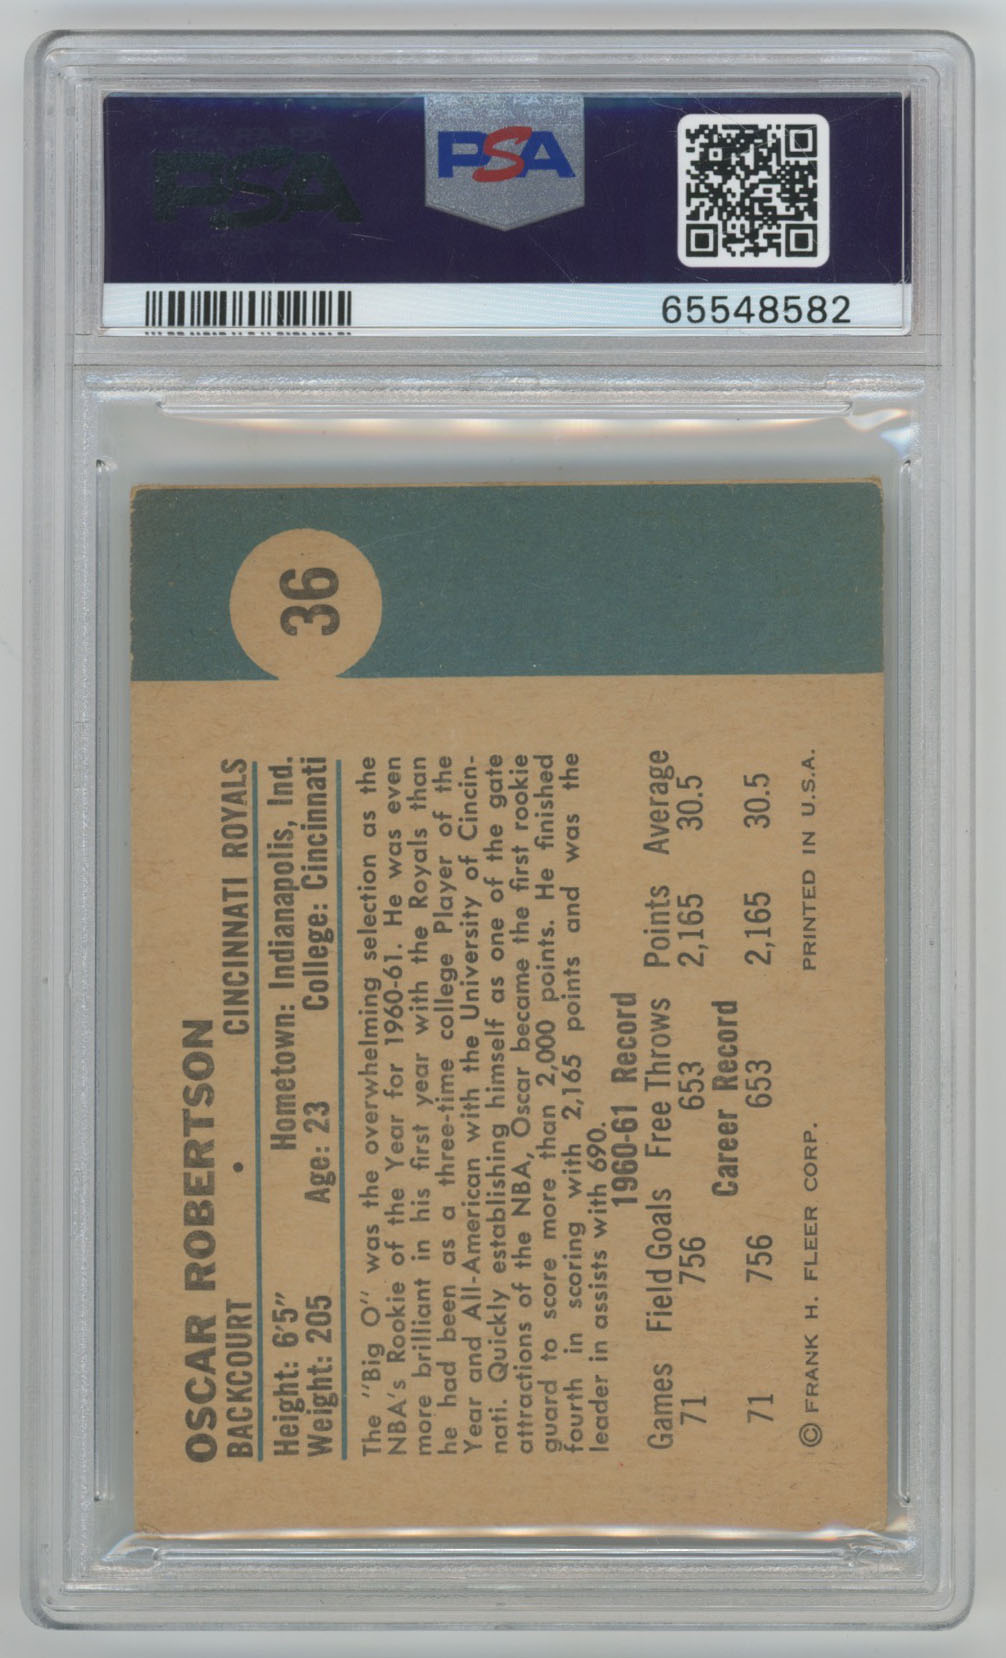 PSA
PSA
65548582
36
OSCAR ROBERTSON
BACKCOURT • CINCINNATI ROYALS
Height: 6'5" Hometown: Indianapolis, Ind.
Weight: 205 Age: 23 College: Cincinnati
The "Big O" was the overwhelming selection as the
NBA's Rookie of the Year for 1960-61. He was even
more brilliant in his first year with the Royals than
he had been as a three-time college Player of the
Year and All-American with the University of Cincin-
nati. Quickly establishing himself as one of the gate
attractions of the NBA, Oscar became the first rookie
guard to score more than 2,000 points. He finished
fourth in scoring with 2,165 points and was the
leader in assists with 690.
1960-61 Record
Games Field Goals Free Throws Points Average
71 756 653 2,165 30.5
Career Record
71 756 653 2,165 30.5
© FRANK H. FLEER CORP. PRINTED IN U.S.A.